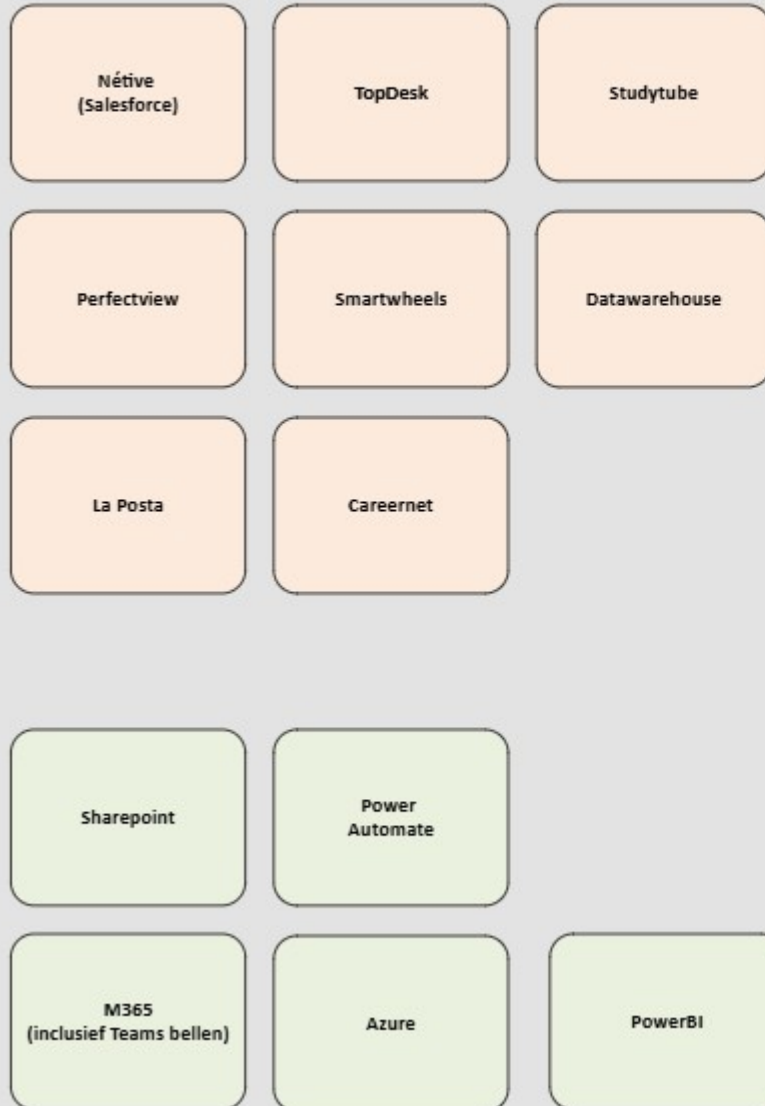 Nétive
(Salesforce)
TopDesk
Studytube
Perfectview
Smartwheels
Datawarehouse
La Posta
Careernet
Sharepoint
Power
Automate
M365
(inclusief Teams bellen)
Azure
PowerBI